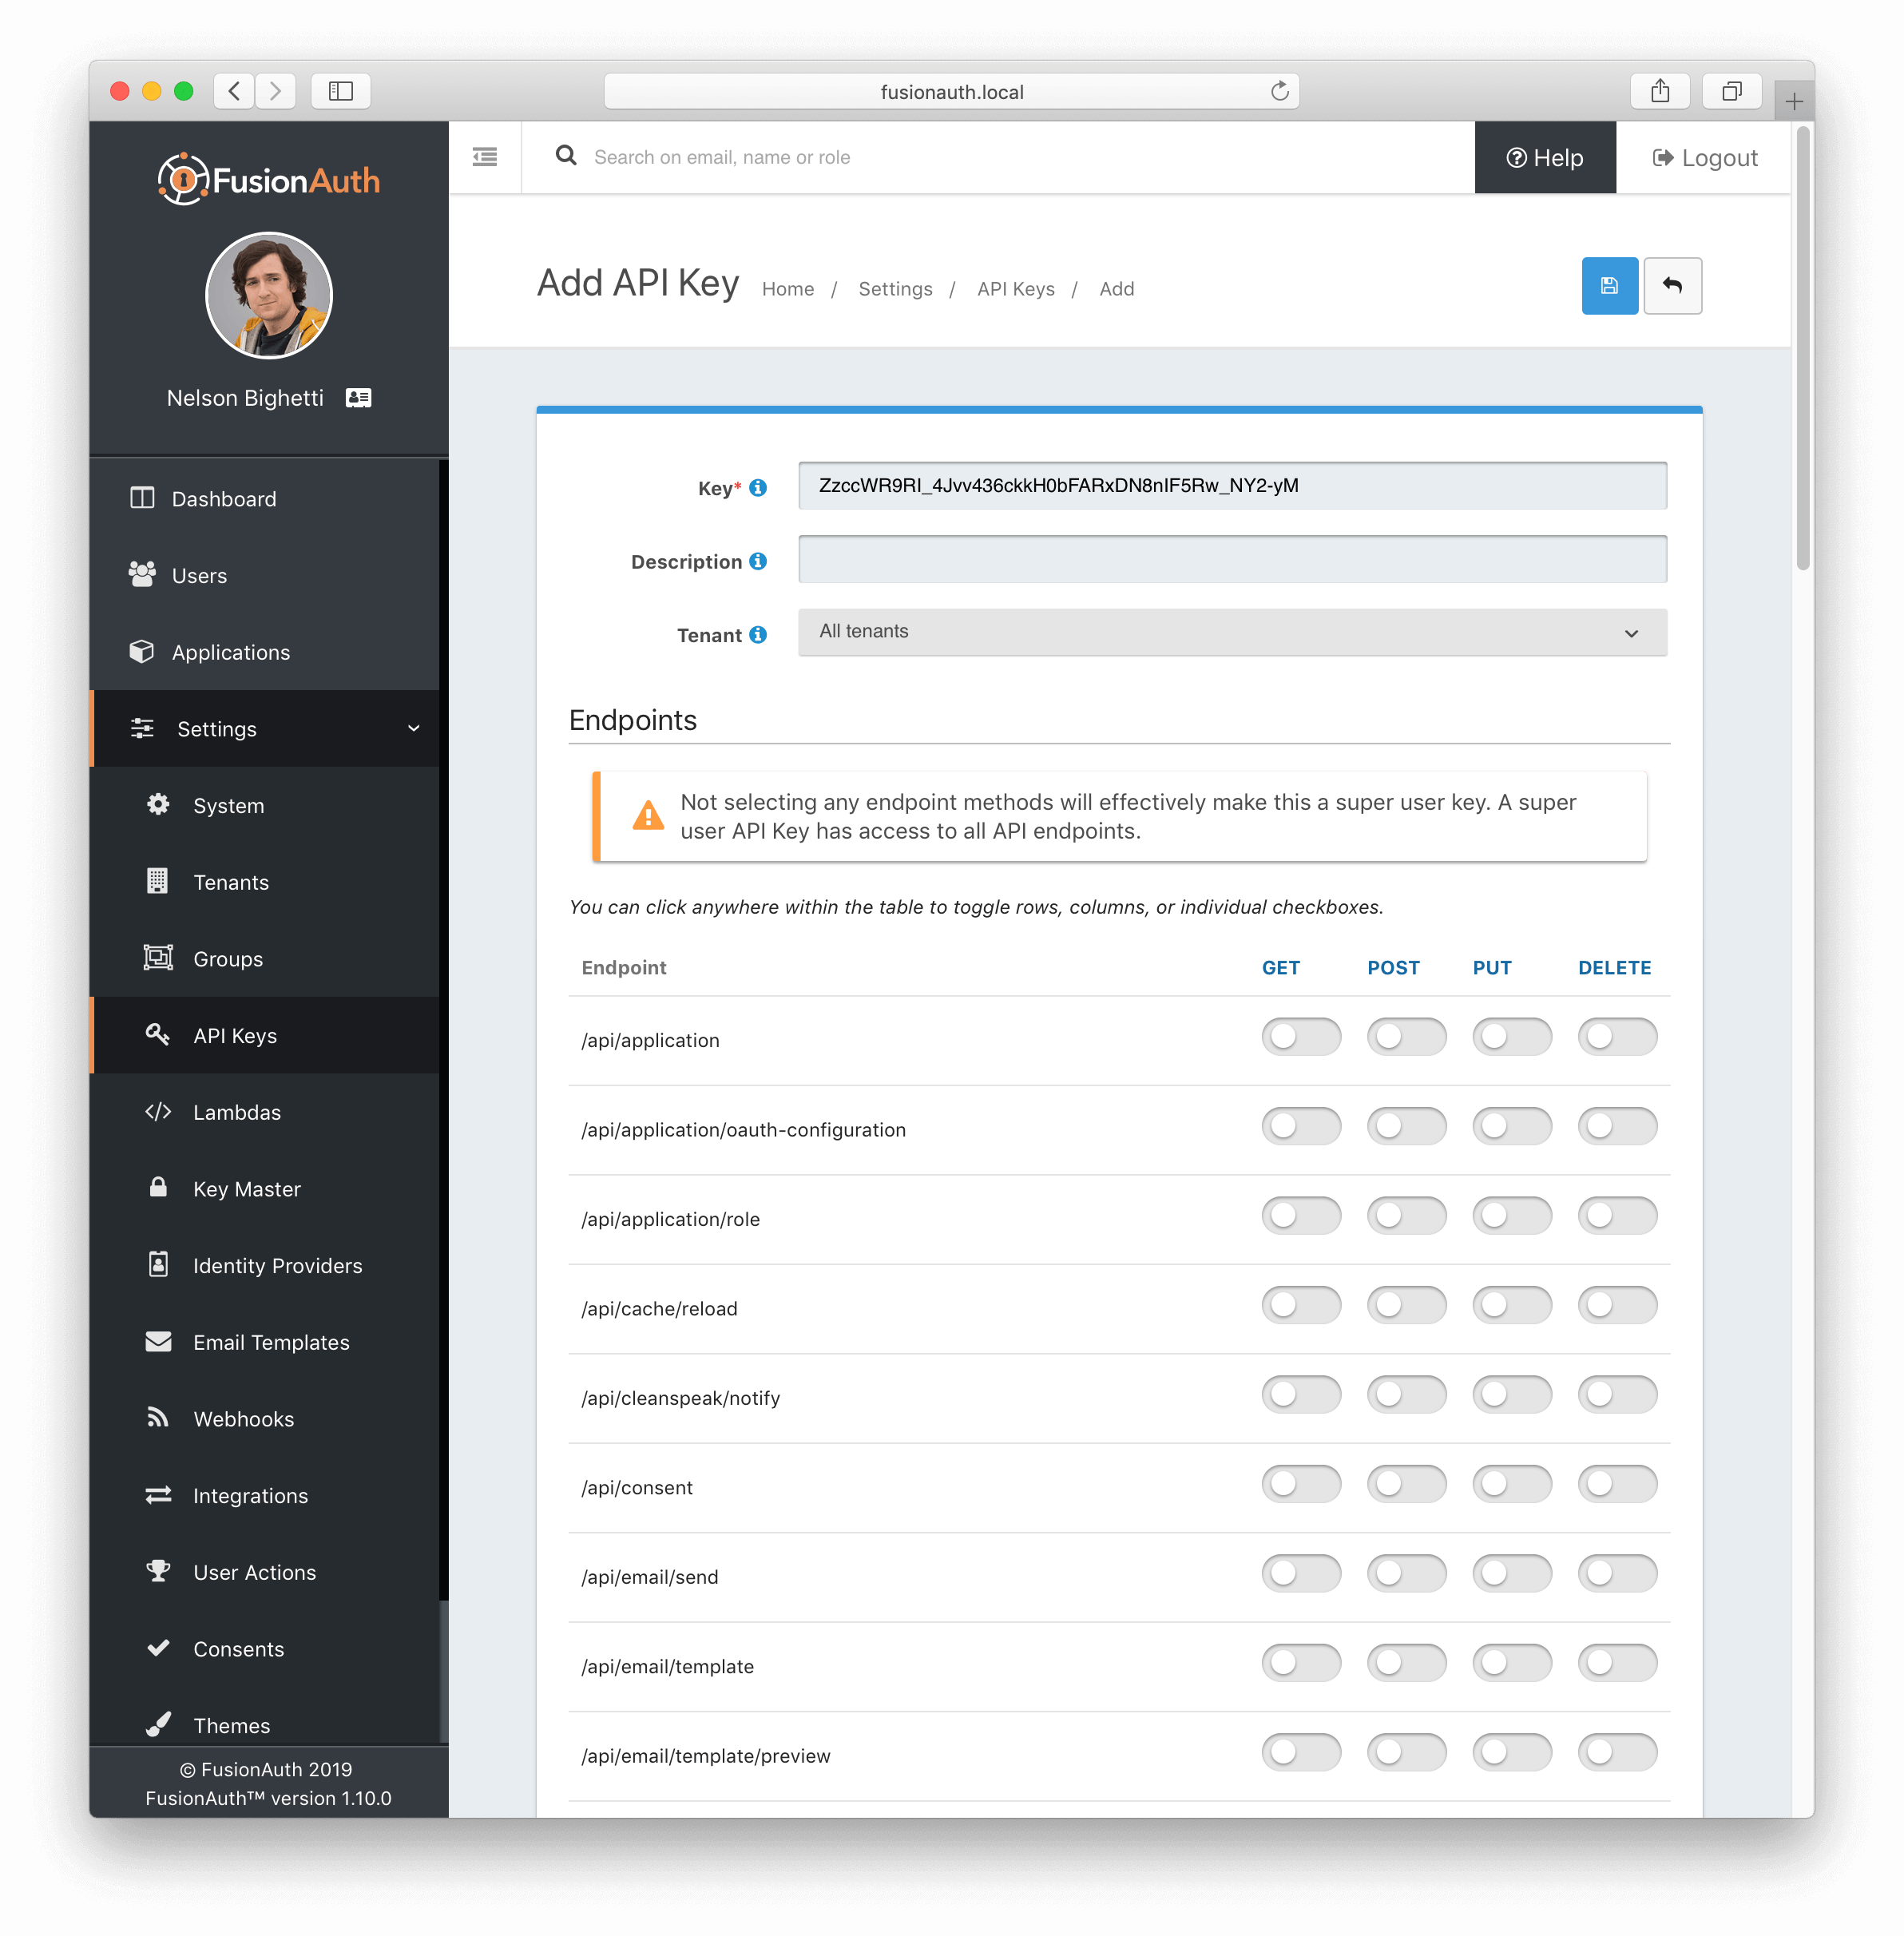 fusionauth.local
FusionAuth
Nelson Bighetti
Dashboard
Users
Applications
Settings
System
Tenants
Groups
API Keys
Lambdas
Key Master
Identity Providers
Email Templates
Webhooks
Integrations
User Actions
Consents
Themes
© FusionAuth 2019
FusionAuth™ version 1.10.0
Search on email, name or role
Help
Logout
Add API Key Home / Settings / API Keys / Add
Key* ZzccWR9RI_4Jvv436ckkH0bFARxDN8nIF5Rw_NY2-yM
Description
Tenant All tenants
Endpoints
Not selecting any endpoint methods will effectively make this a super user key. A super
user API Key has access to all API endpoints.
You can click anywhere within the table to toggle rows, columns, or individual checkboxes.
Endpoint GET POST PUT DELETE
/api/application
/api/application/oauth-configuration
/api/application/role
/api/cache/reload
/api/cleanspeak/notify
/api/consent
/api/email/send
/api/email/template
/api/email/template/preview